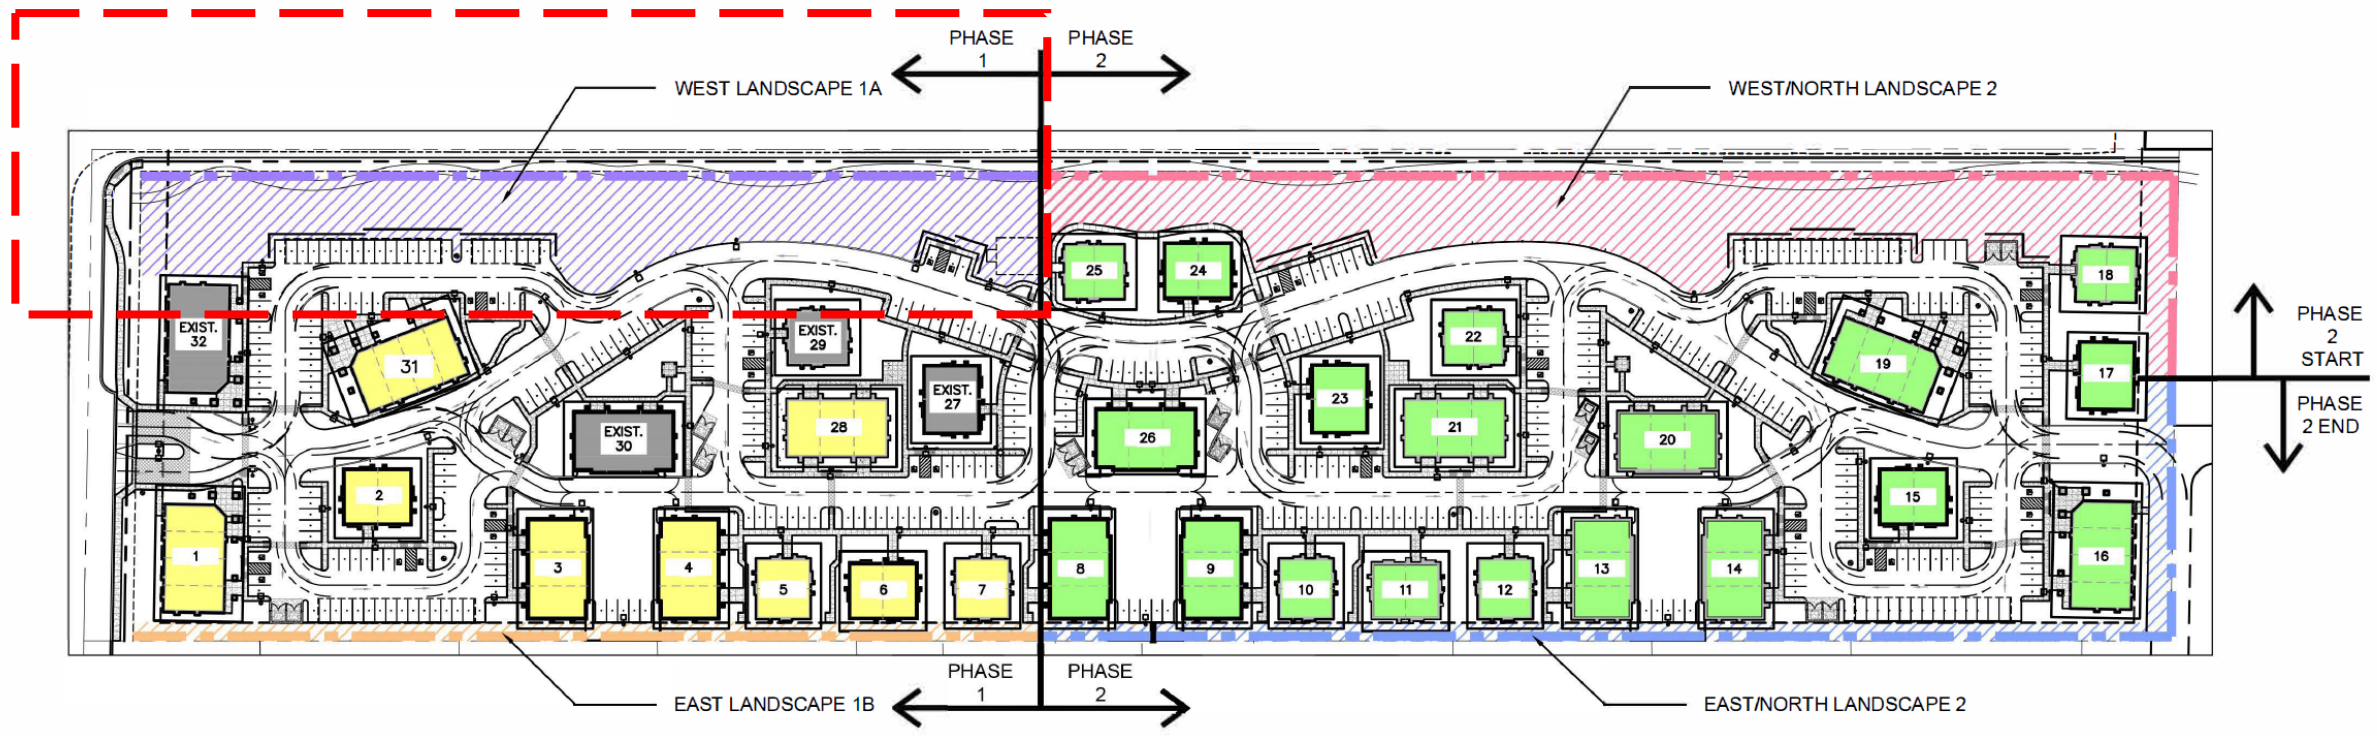 PHASE
1
PHASE
2
WEST LANDSCAPE 1A
WEST/NORTH LANDSCAPE 2
25
24
18
EXIST.
32
31
EXIST.
29
22
19
17
PHASE
2
START
EXIST.
27
23
EXIST.
30
28
26
21
20
PHASE
2 END
2
15
1
3
4
5
6
7
8
9
10
11
12
13
14
16
PHASE
1
PHASE
2
EAST LANDSCAPE 1B
EAST/NORTH LANDSCAPE 2